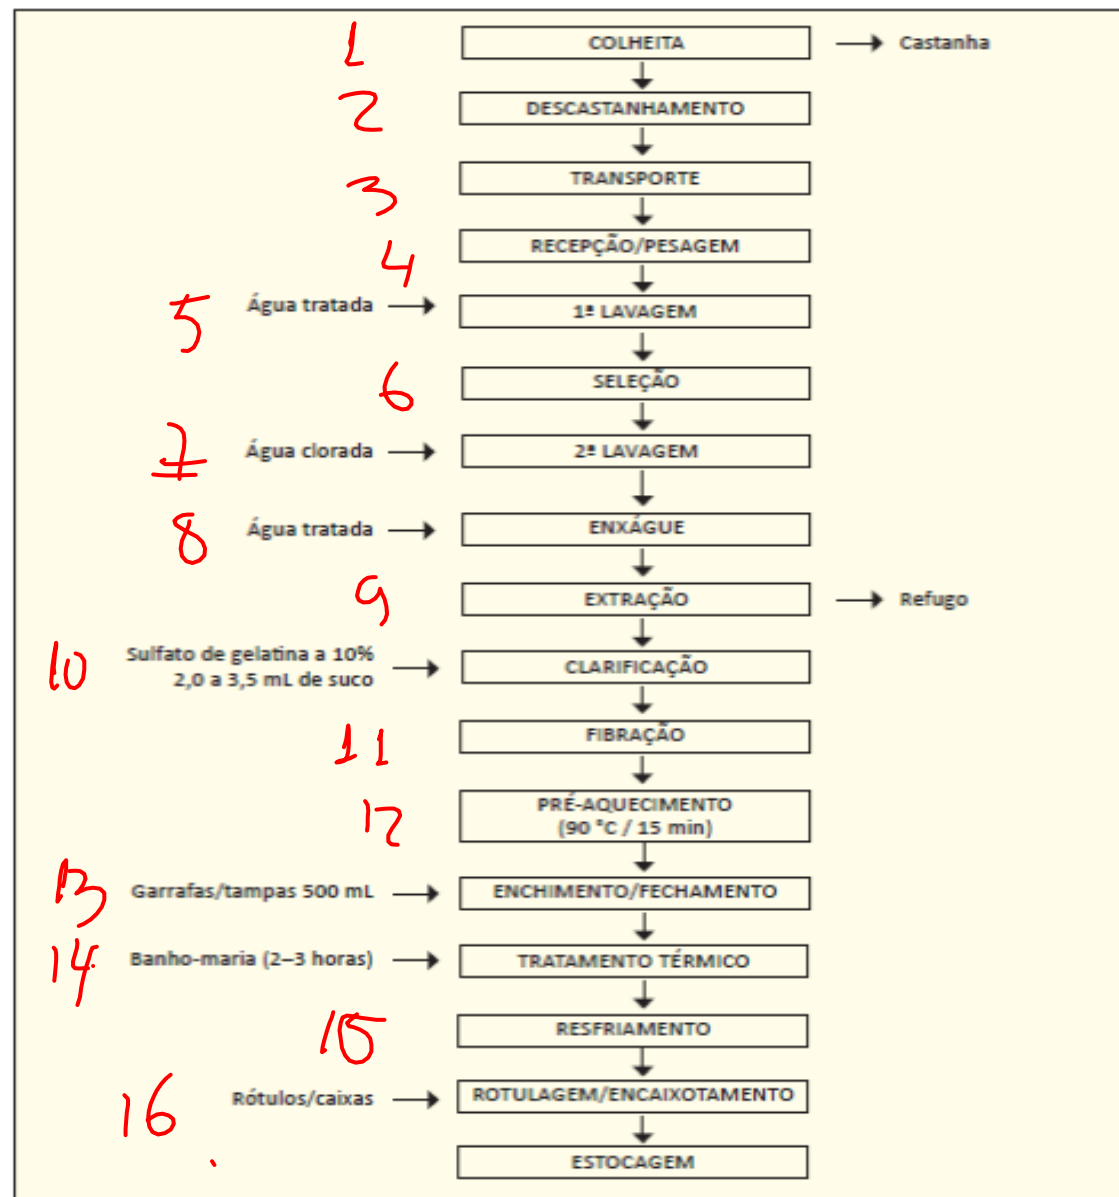 1 COLHEITA Castanha
2 DESCASTANHAMENTO
3 TRANSPORTE
4 RECEPÇÃO/PESAGEM
5 Água tratada 1ª LAVAGEM
6 SELEÇÃO
7 Água clorada 2ª LAVAGEM
8 Água tratada ENXÁGUE
9 EXTRAÇÃO Refugo
10 Sulfato de gelatina a 10%
2,0 a 3,5 mL de suco
CLARIFICAÇÃO
11 FIBRAÇÃO
12 PRÉ-AQUECIMENTO
(90 °C / 15 min)
13 Garrafas/tampas 500 mL ENCHIMENTO/FECHAMENTO
14 Banho-maria (2–3 horas) TRATAMENTO TÉRMICO
15 RESFRIAMENTO
16 Rótulos/caixas ROTULAGEM/ENCAIXOTAMENTO
ESTOCAGEM